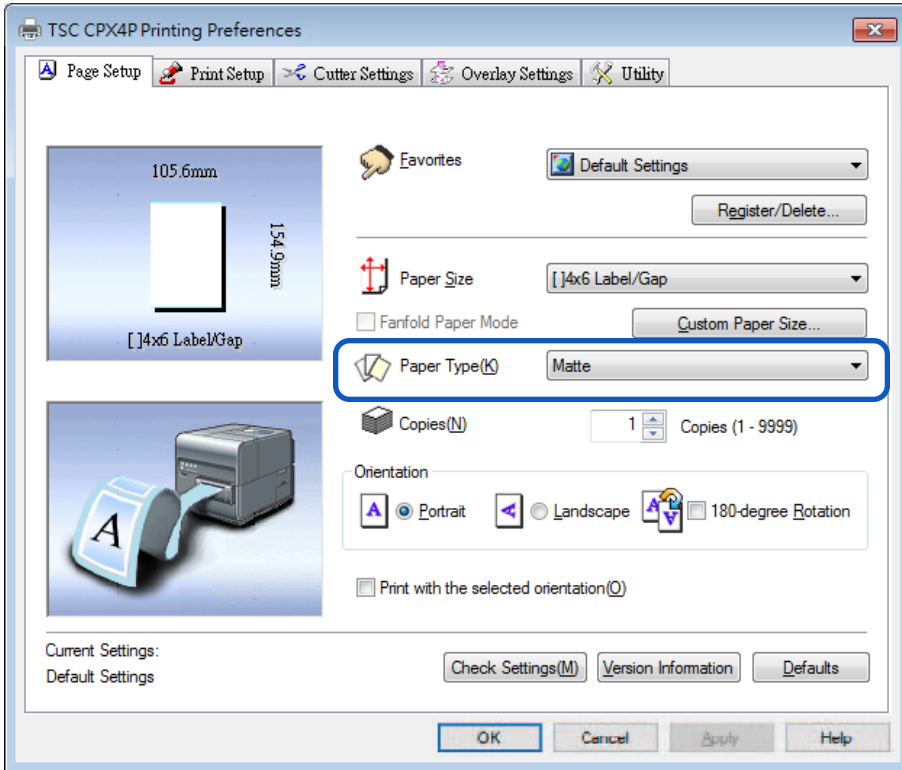 TSC CPX4P Printing Preferences
Page Setup
Print Setup
Cutter Settings
Overlay Settings
Utility
105.6mm
154.9mm
[ ]4x6 Label/Gap
Favorites
Default Settings
Register/Delete...
Paper Size
[ ]4x6 Label/Gap
Fanfold Paper Mode
Custom Paper Size...
Paper Type(K)
Matte
Copies(N)
1
Copies (1 - 9999)
Orientation
A
Portrait
A
Landscape
A
A
180-degree Rotation
Print with the selected orientation(O)
A
Current Settings:
Default Settings
Check Settings(M)
Version Information
Defaults
OK
Cancel
Apply
Help